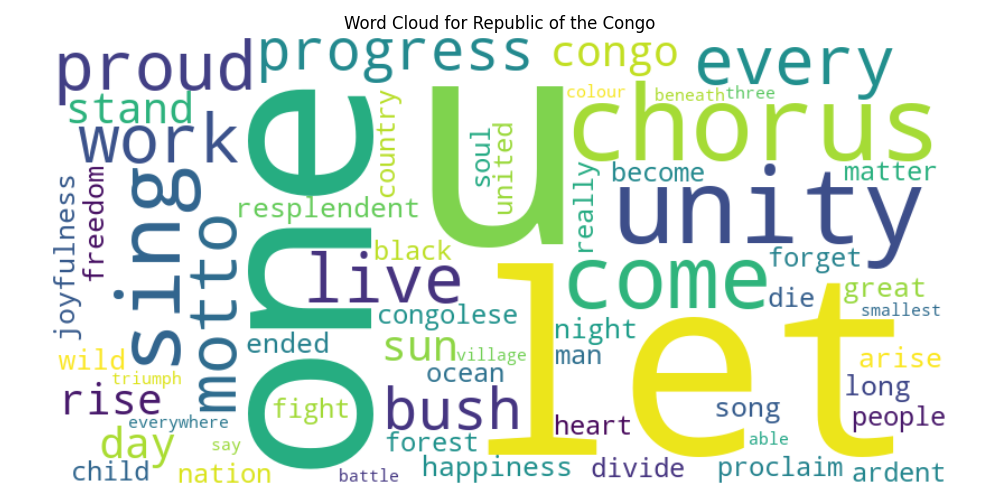 Word Cloud for Republic of the Congo
proud
progress
congo
every
stand
colour
beneath
three
work
one
country
u
soul
united
chorus
unity
really
become
matter
joyfulness
freedom
sing
motto
resplendent
black
live
come
forget
die
great
smallest
congolese
let
night
man
ended
sun
village
ocean
wild
triumph
arise
rise
everywhere
fight
bush
heart
song
long
people
day
say
forest
able
child
nation
battle
happiness
divide
proclaim
ardent